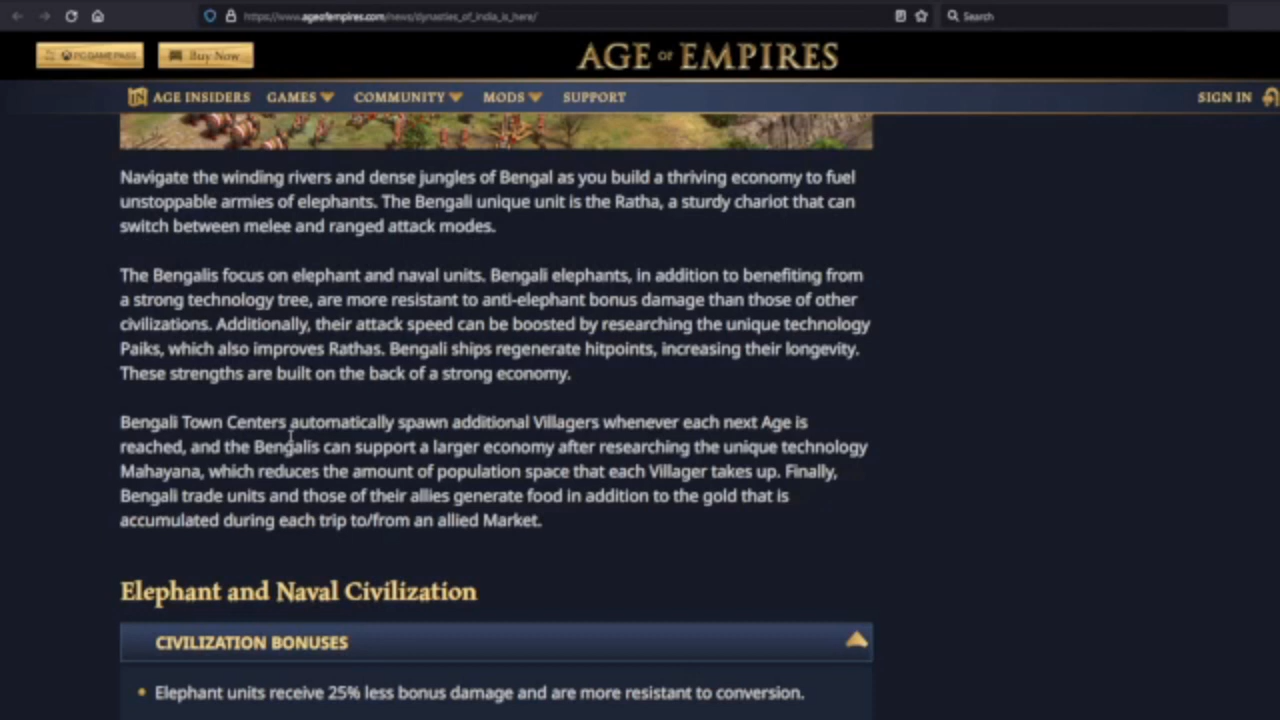 https://www.ageofempires.com/news/dynasties_of_india_is_here/
Search
PC GAME PASS
Buy Now
AGE OF EMPIRES
AGE INSIDERS
GAMES
COMMUNITY
MODS
SUPPORT
SIGN IN
Navigate the winding rivers and dense jungles of Bengal as you build a thriving economy to fuel
unstoppable armies of elephants. The Bengali unique unit is the Ratha, a sturdy chariot that can
switch between melee and ranged attack modes.
The Bengalis focus on elephant and naval units. Bengali elephants, in addition to benefiting from
a strong technology tree, are more resistant to anti-elephant bonus damage than those of other
civilizations. Additionally, their attack speed can be boosted by researching the unique technology
Paiks, which also improves Rathas. Bengali ships regenerate hitpoints, increasing their longevity.
These strengths are built on the back of a strong economy.
Bengali Town Centers automatically spawn additional Villagers whenever each next Age is
reached, and the Bengalis can support a larger economy after researching the unique technology
Mahayana, which reduces the amount of population space that each Villager takes up. Finally,
Bengali trade units and those of their allies generate food in addition to the gold that is
accumulated during each trip to/from an allied Market.
Elephant and Naval Civilization
CIVILIZATION BONUSES
• Elephant units receive 25% less bonus damage and are more resistant to conversion.